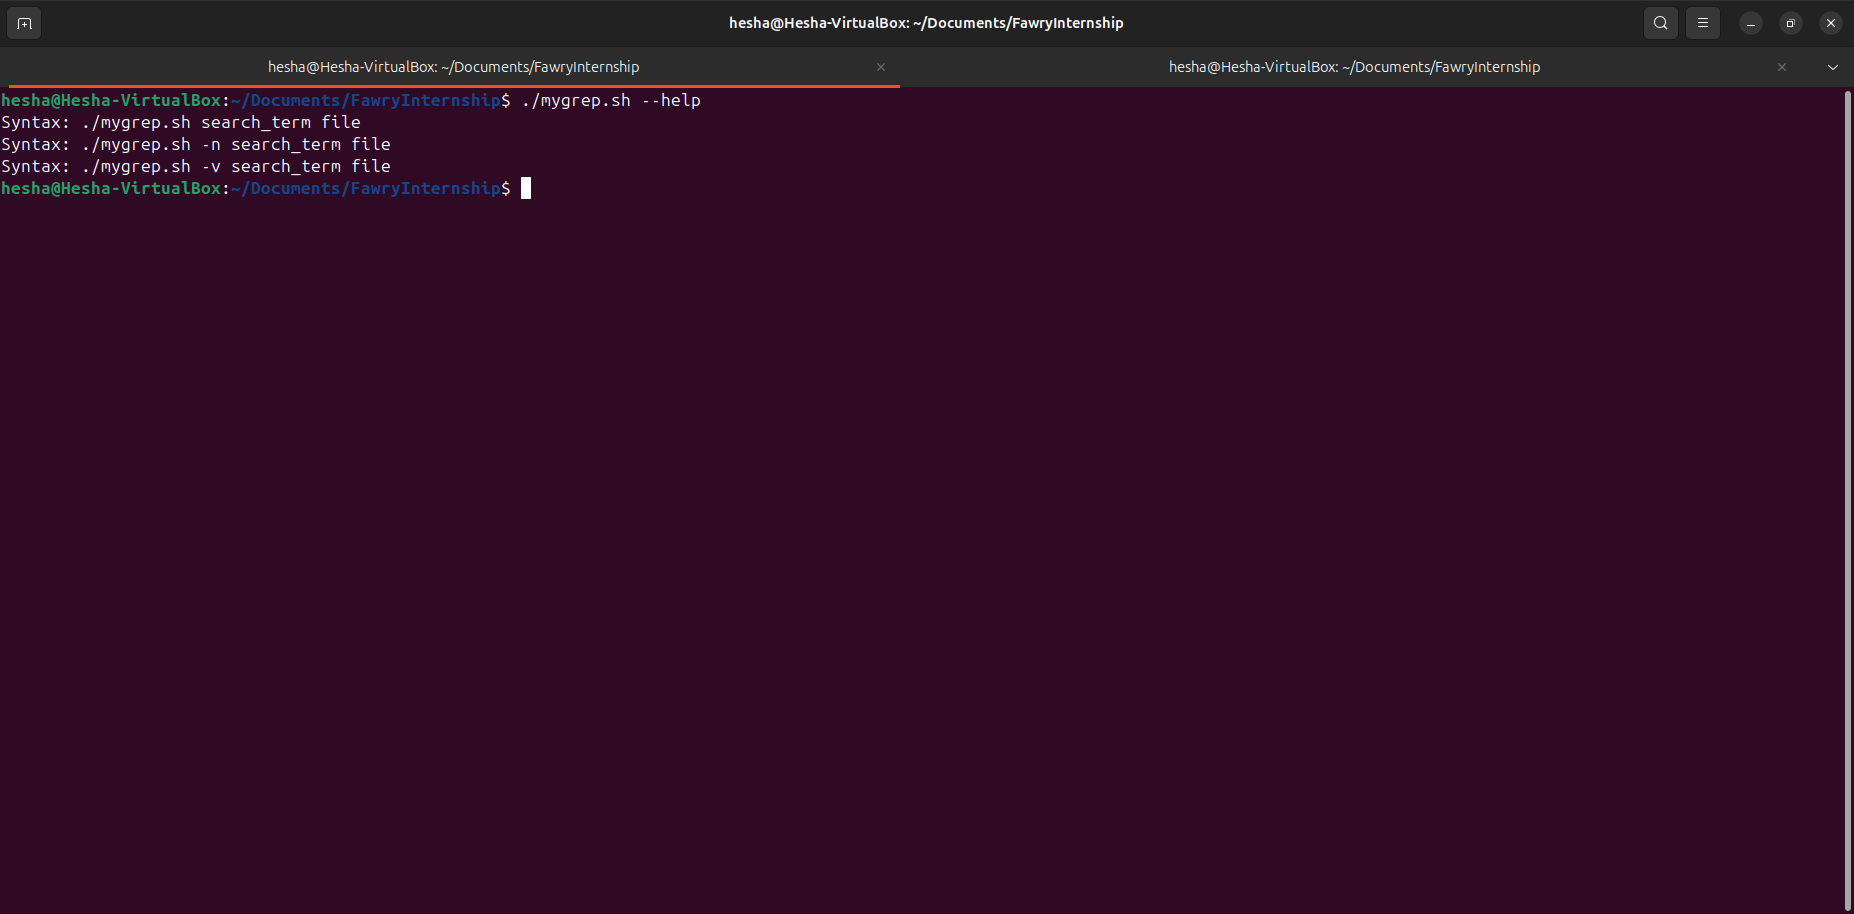 hesha@Hesha-VirtualBox: ~/Documents/FawryInternship
hesha@Hesha-VirtualBox: ~/Documents/FawryInternship
hesha@Hesha-VirtualBox: ~/Documents/FawryInternship
hesha@Hesha-VirtualBox:~/Documents/FawryInternship$ ./mygrep.sh --help
Syntax: ./mygrep.sh search_term file
Syntax: ./mygrep.sh -n search_term file
Syntax: ./mygrep.sh -v search_term file
hesha@Hesha-VirtualBox:~/Documents/FawryInternship$